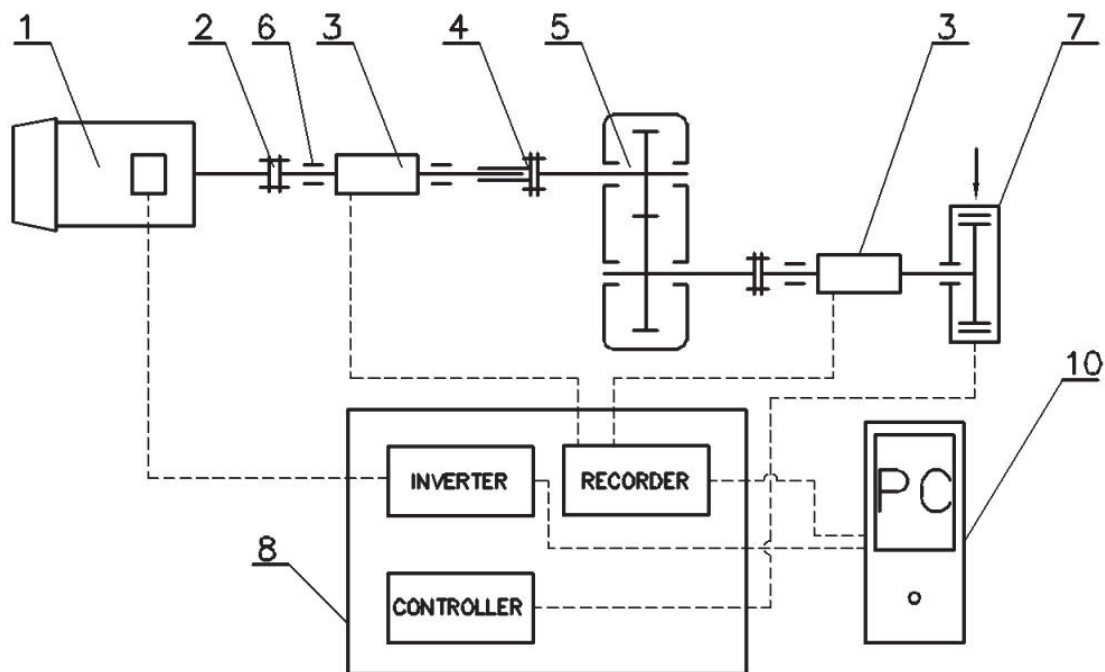 1 2 6 3 4 5 3 7
10
PC
INVERTER RECORDER
8
CONTROLLER